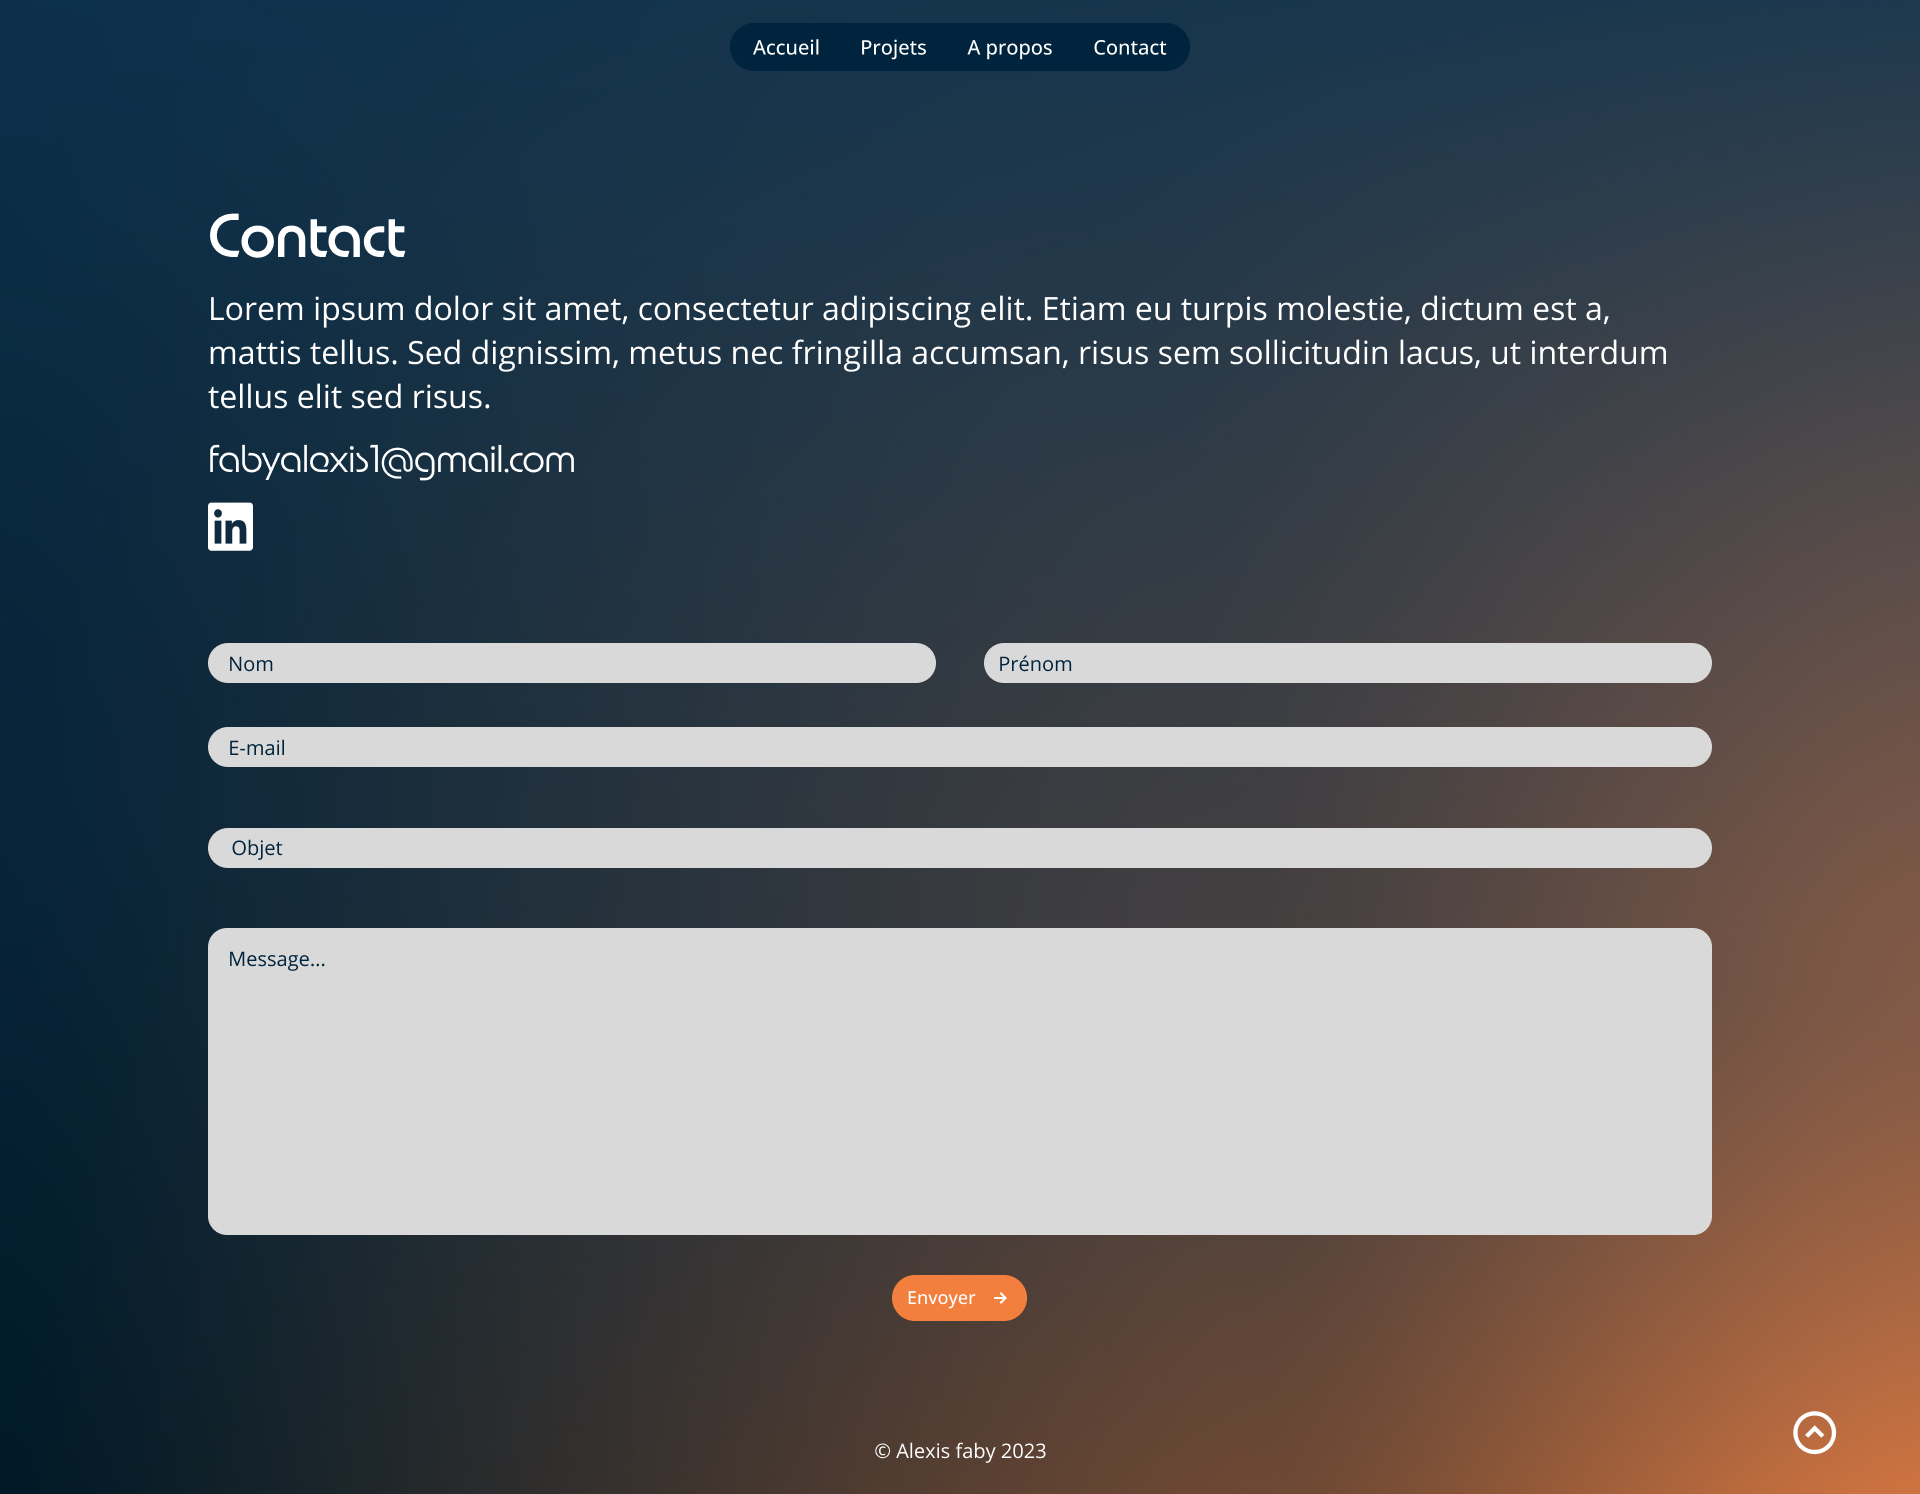 Accueil Projets A propos Contact
Contact
Lorem ipsum dolor sit amet, consectetur adipiscing elit. Etiam eu turpis molestie, dictum est a,
mattis tellus. Sed dignissim, metus nec fringilla accumsan, risus sem sollicitudin lacus, ut interdum
tellus elit sed risus.
fabyalexis1@gmail.com
in
Nom Prénom
E-mail
Objet
Message...
Envoyer
© Alexis faby 2023